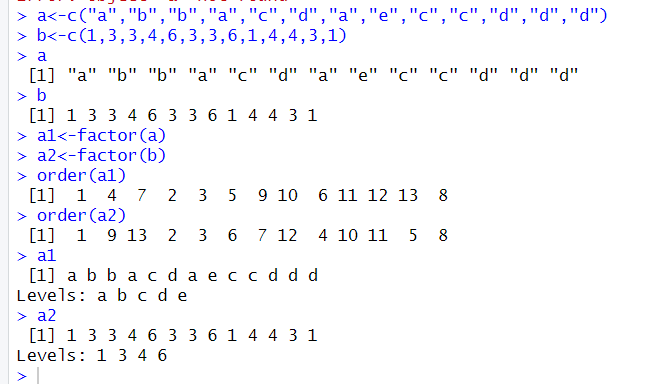 > a<-c("a","b","b","a","c","d","a","e","c","c","d","d","d")
> b<-c(1,3,3,4,6,3,3,6,1,4,4,3,1)
> a
[1] "a" "b" "b" "a" "c" "d" "a" "e" "c" "c" "d" "d" "d"
> b
[1] 1 3 3 4 6 3 3 6 1 4 4 3 1
> a1<-factor(a)
> a2<-factor(b)
> order(a1)
[1] 1 4 7 2 3 5 9 10 6 11 12 13 8
> order(a2)
[1] 1 9 13 2 3 6 7 12 4 10 11 5 8
> a1
[1] a b b a c d a e c c d d d
Levels: a b c d e
> a2
[1] 1 3 3 4 6 3 3 6 1 4 4 3 1
Levels: 1 3 4 6
>